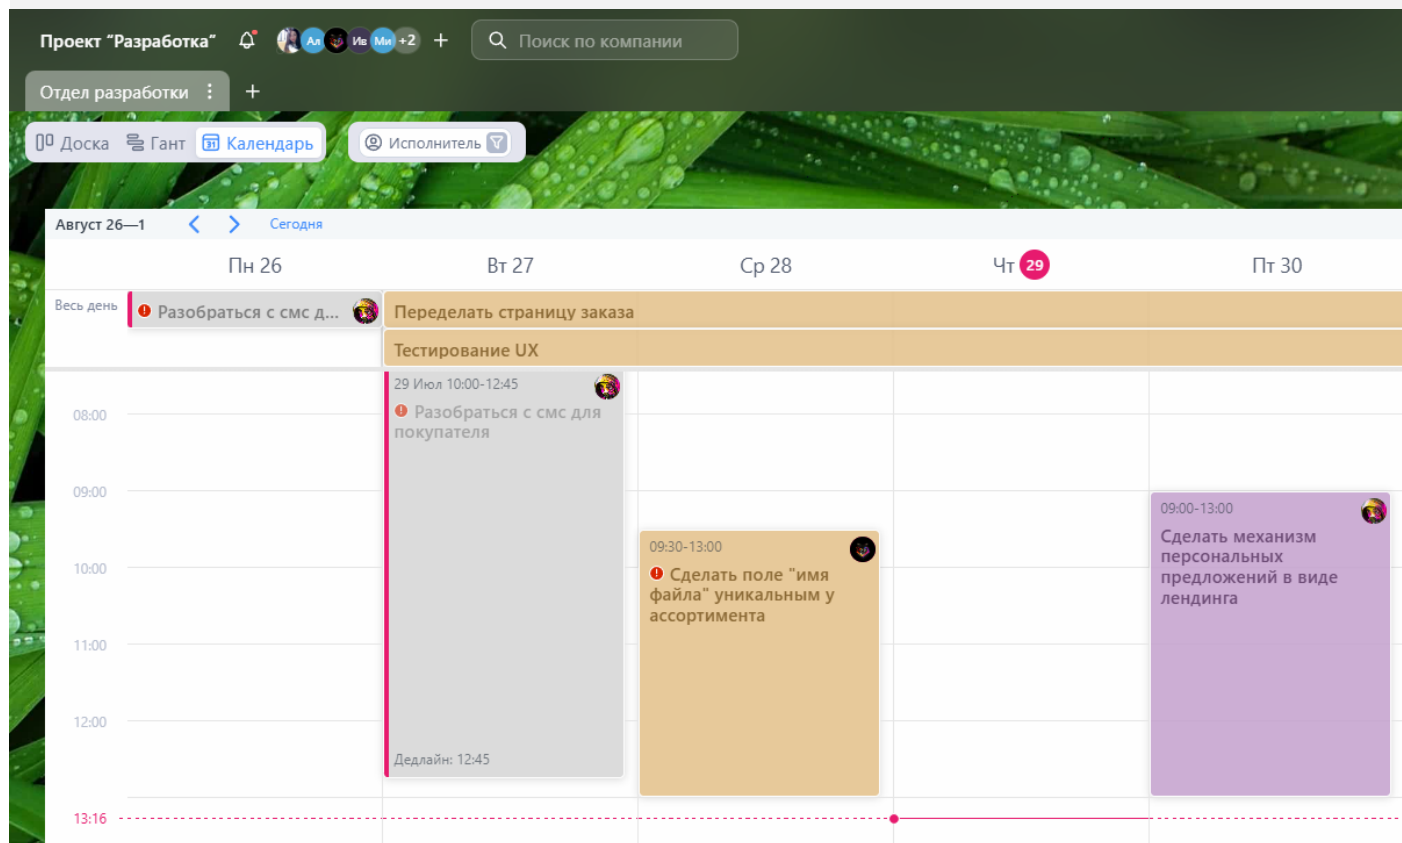 Проект "Разработка"
Ал
Ив
Ми
+2
+
Поиск по компании
Отдел разработки
+
Доска
Гант
31
Календарь
Исполнитель
Август 26—1
Сегодня
Пн 26
Вт 27
Ср 28
Чт 29
Пт 30
Весь день
Разобраться с смс д...
Переделать страницу заказа
Тестирование UX
29 Июл 10:00-12:45
Разобраться с смс для
покупателя
Дедлайн: 12:45
09:30-13:00
Сделать поле "имя
файла" уникальным у
ассортимента
09:00-13:00
Сделать механизм
персональных
предложений в виде
лендинга
08:00
09:00
10:00
11:00
12:00
13:16